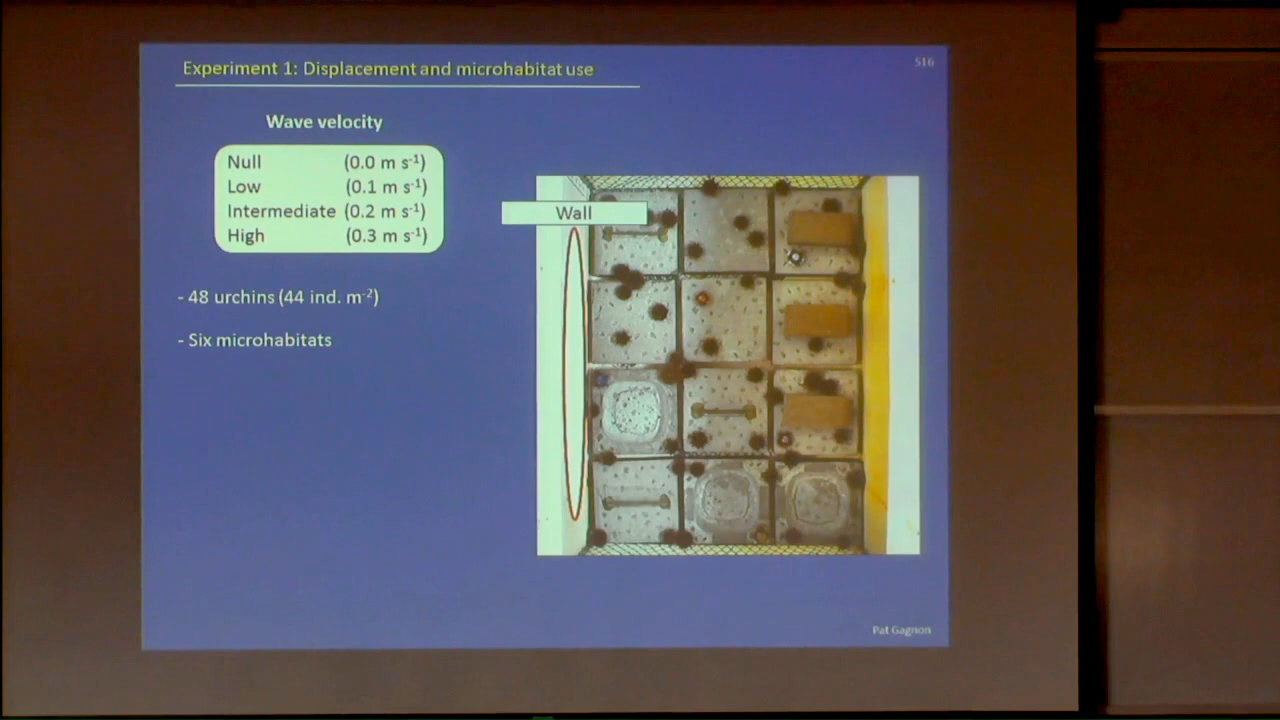 Experiment 1: Displacement and microhabitat use
516
Wave velocity
Null (0.0 m s⁻¹)
Low (0.1 m s⁻¹)
Intermediate (0.2 m s⁻¹)
High (0.3 m s⁻¹)
Wall
- 48 urchins (44 ind. m⁻²)
- Six microhabitats
Pat Gagnon